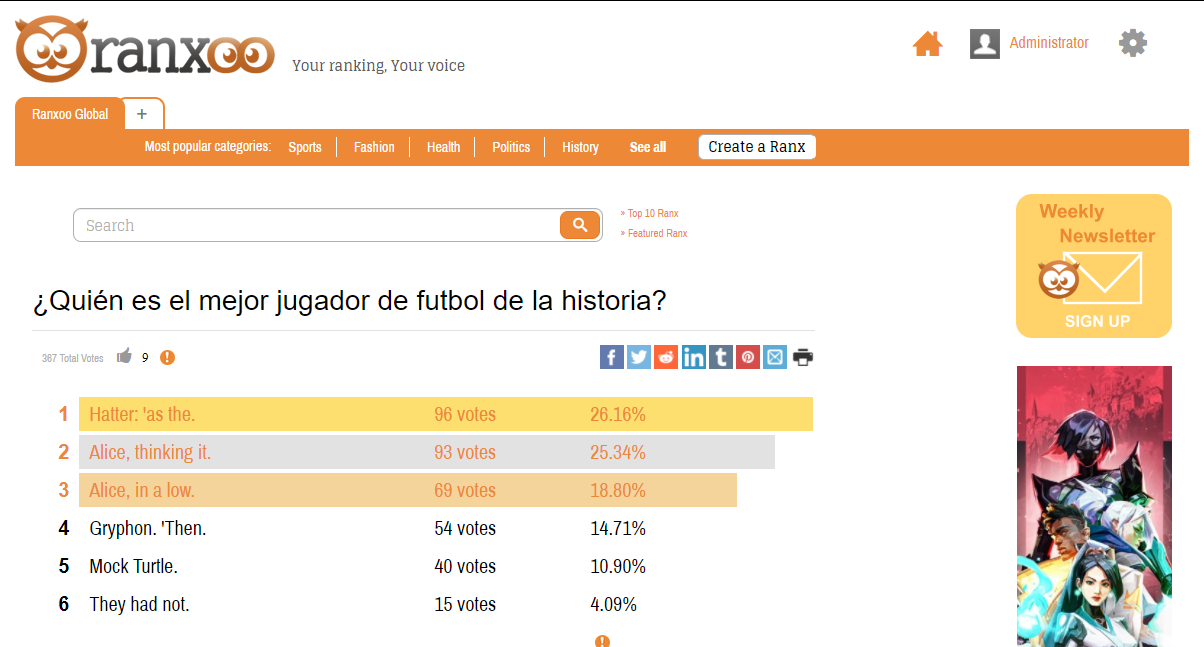 ranxoo
Your ranking, Your voice
Administrator
Ranxoo Global +
Most popular categories: Sports Fashion Health Politics History See all Create a Ranx
Search
» Top 10 Ranx
» Featured Ranx
Weekly
Newsletter
SIGN UP
¿Quién es el mejor jugador de futbol de la historia?
367 Total Votes 9
1 Hatter: 'as the. 96 votes 26.16%
2 Alice, thinking it. 93 votes 25.34%
3 Alice, in a low. 69 votes 18.80%
4 Gryphon. 'Then. 54 votes 14.71%
5 Mock Turtle. 40 votes 10.90%
6 They had not. 15 votes 4.09%